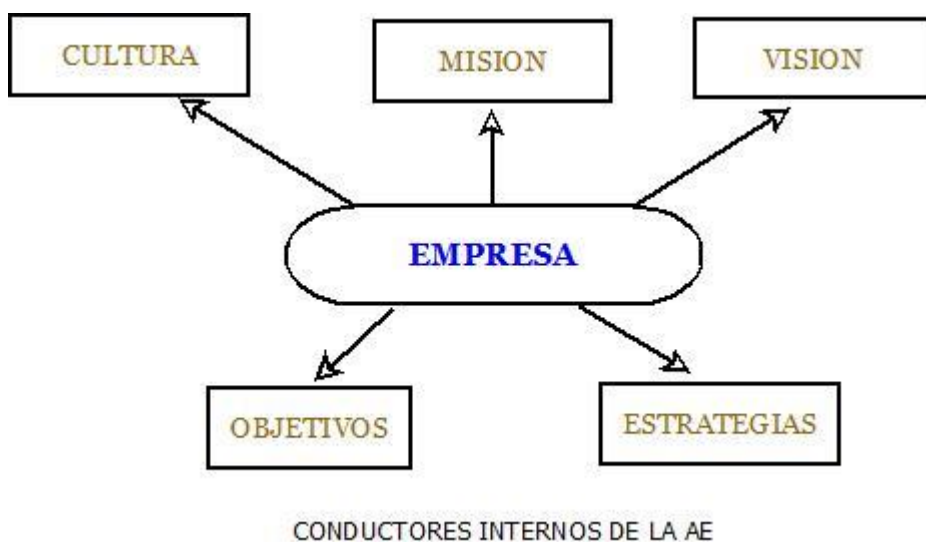 CULTURA
MISION
VISION
EMPRESA
OBJETIVOS
ESTRATEGIAS
CONDUCTORES INTERNOS DE LA AE